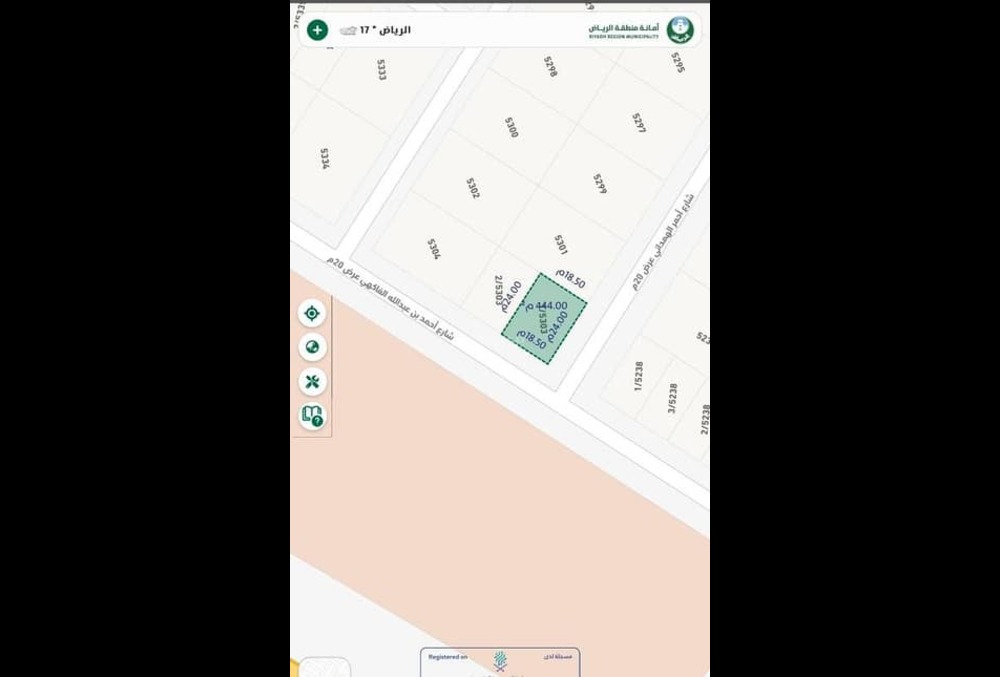 الرياض ° 17
أمانة منطقة الرياض
RIYADH REGION MUNICIPALITY
5333
5298
5295
5300
5297
5334
5302
5299
5304
5301
شارع أحمر الهمداني عرض 20م
شارع أحمد بن عبدالله الفاكهي عرض 20م
2/5303
18.50م
24.00م
444.00 م
1/5303
24.00م
18.50م
1/5238
3/5238
2/5238
Registered on
مسجلة لدى